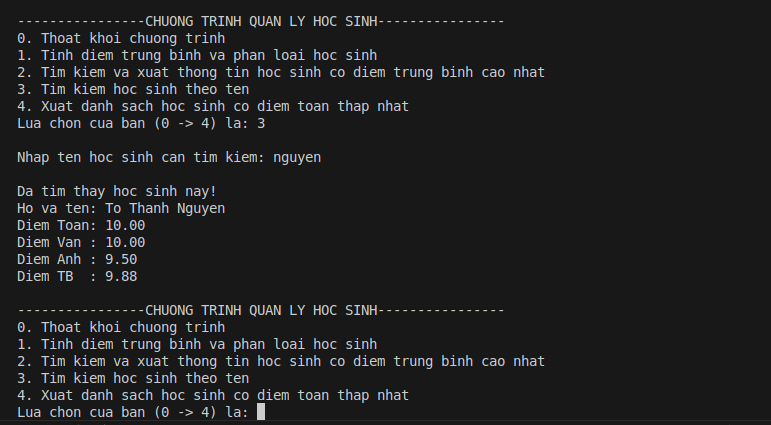 ----------------CHUONG TRINH QUAN LY HOC SINH----------------
0. Thoat khoi chuong trinh
1. Tinh diem trung binh va phan loai hoc sinh
2. Tim kiem va xuat thong tin hoc sinh co diem trung binh cao nhat
3. Tim kiem hoc sinh theo ten
4. Xuat danh sach hoc sinh co diem toan thap nhat
Lua chon cua ban (0 -> 4) la: 3
Nhap ten hoc sinh can tim kiem: nguyen
Da tim thay hoc sinh nay!
Ho va ten: To Thanh Nguyen
Diem Toan: 10.00
Diem Van : 10.00
Diem Anh : 9.50
Diem TB  : 9.88
----------------CHUONG TRINH QUAN LY HOC SINH----------------
0. Thoat khoi chuong trinh
1. Tinh diem trung binh va phan loai hoc sinh
2. Tim kiem va xuat thong tin hoc sinh co diem trung binh cao nhat
3. Tim kiem hoc sinh theo ten
4. Xuat danh sach hoc sinh co diem toan thap nhat
Lua chon cua ban (0 -> 4) la: